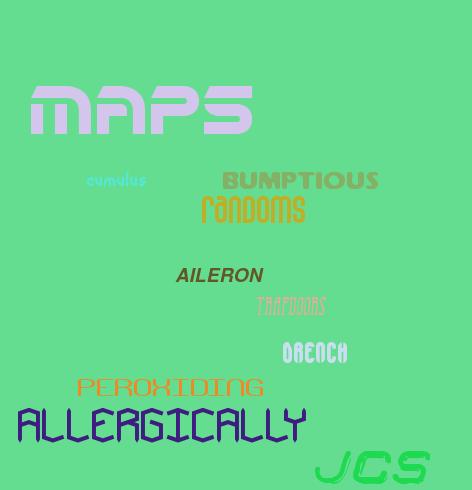 MAPS
cumulus
BUMPTIOUS
RANDOMS
AILERON
TRAPDOORS
DRENCH
PEROXIDING
ALLERGICALLY
JCS